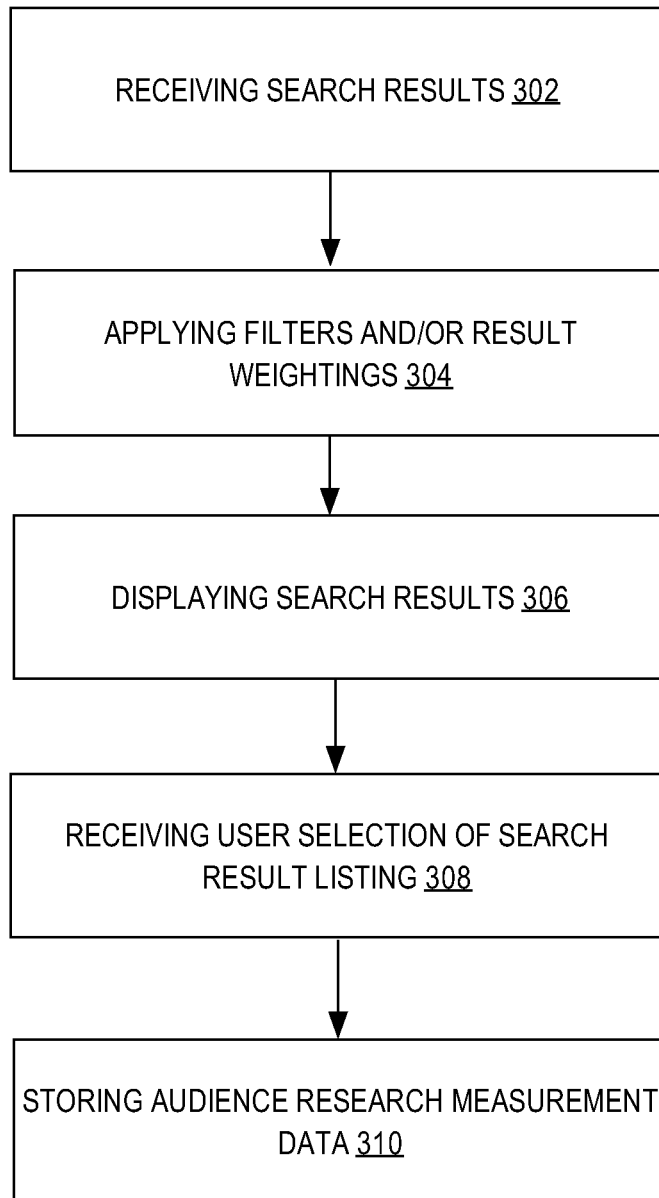 RECEIVING SEARCH RESULTS 302
APPLYING FILTERS AND/OR RESULT
WEIGHTINGS 304
DISPLAYING SEARCH RESULTS 306
RECEIVING USER SELECTION OF SEARCH
RESULT LISTING 308
STORING AUDIENCE RESEARCH MEASUREMENT
DATA 310